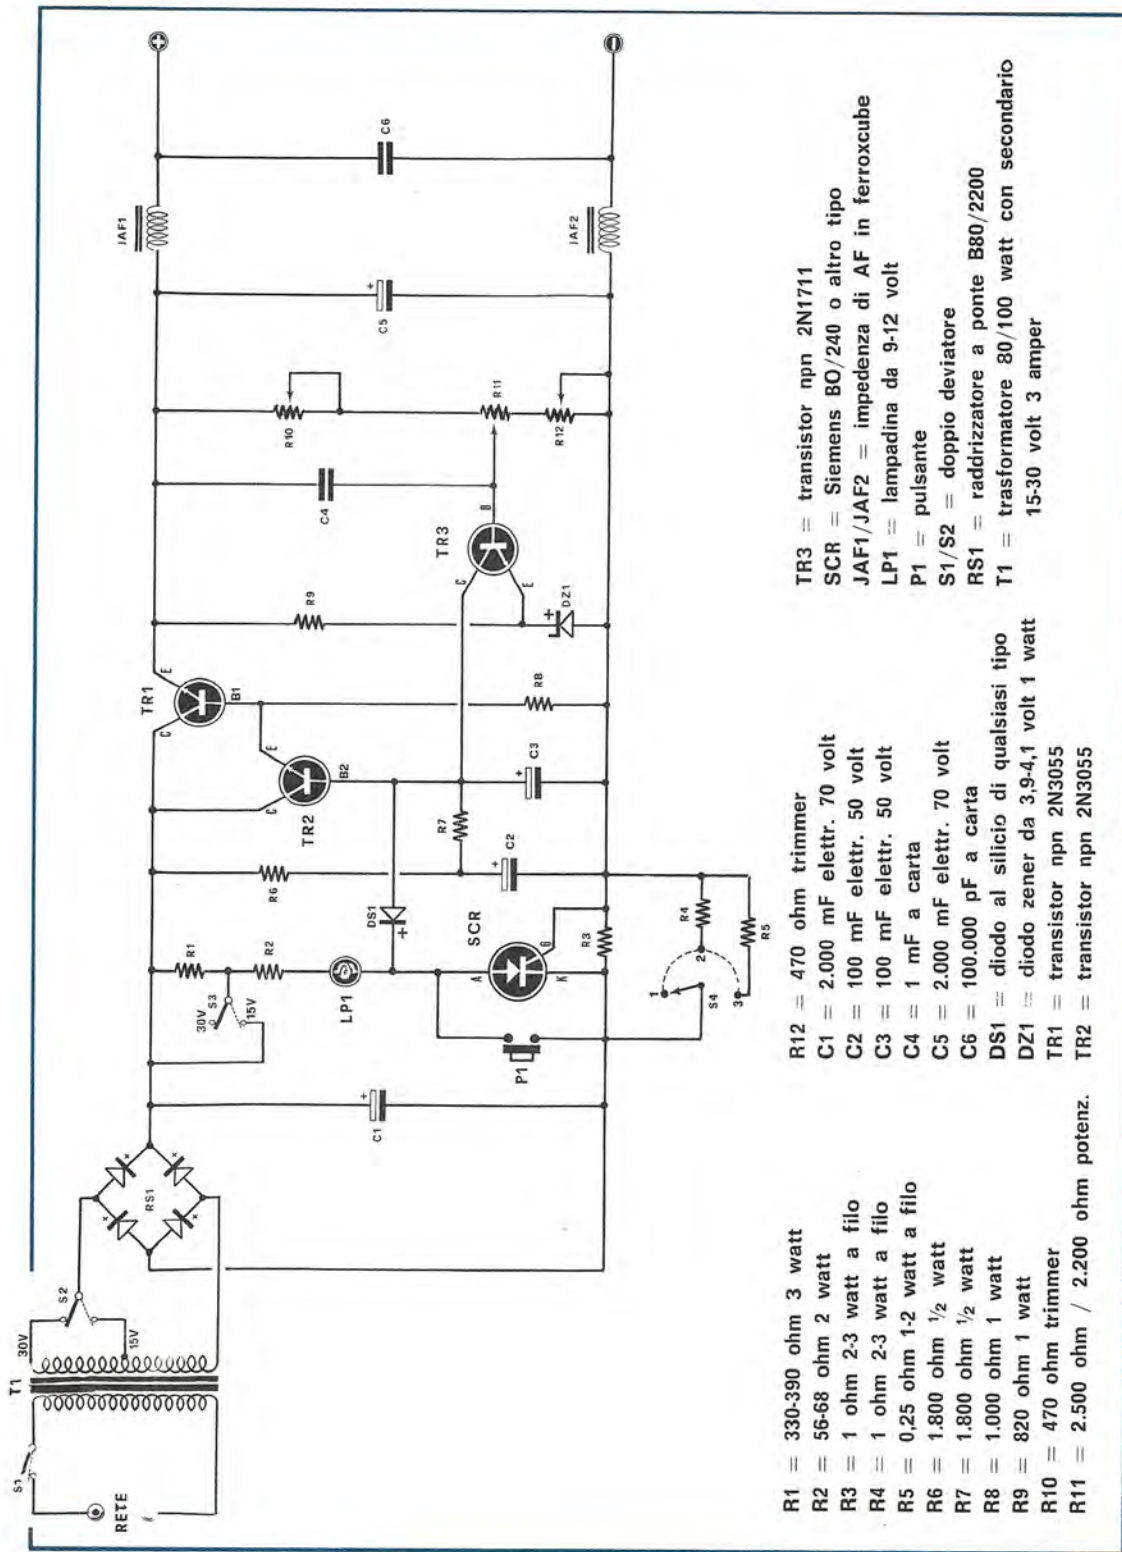 S1
RETE
T1
30V
15V
S2
RS1
C1
+
30V
S3
15V
R1
R2
LP1
P1
A
SCR
G
K
DS1
+
R3
1
2
3
S4
R4
R5
R6
R7
C2
+
C3
+
TR2
C
E
B2
TR1
C
E
B1
R8
R9
DZ1
+
TR3
C
B
E
C4
R10
R11
R12
C5
+
JAF1
JAF2
C6
+
-
R1 = 330-390 ohm 3 watt
R2 = 56-68 ohm 2 watt
R3 = 1 ohm 2-3 watt a filo
R4 = 1 ohm 2-3 watt a filo
R5 = 0,25 ohm 1-2 watt a filo
R6 = 1.800 ohm ½ watt
R7 = 1.800 ohm ½ watt
R8 = 1.000 ohm 1 watt
R9 = 820 ohm 1 watt
R10 = 470 ohm trimmer
R11 = 2.500 ohm / 2.200 ohm potenz.
R12 = 470 ohm trimmer
C1 = 2.000 mF elettr. 70 volt
C2 = 100 mF elettr. 50 volt
C3 = 100 mF elettr. 50 volt
C4 = 1 mF a carta
C5 = 2.000 mF elettr. 70 volt
C6 = 100.000 pF a carta
DS1 = diodo al silicio di qualsiasi tipo
DZ1 = diodo zener da 3,9-4,1 volt 1 watt
TR1 = transistor npn 2N3055
TR2 = transistor npn 2N3055
TR3 = transistor npn 2N1711
SCR = Siemens BO/240 o altro tipo
JAF1/JAF2 = impedenza di AF in ferroxcube
LP1 = lampadina da 9-12 volt
P1 = pulsante
S1/S2 = doppio deviatore
RS1 = raddrizzatore a ponte B80/2200
T1 = trasformatore 80/100 watt con secondario
15-30 volt 3 amper